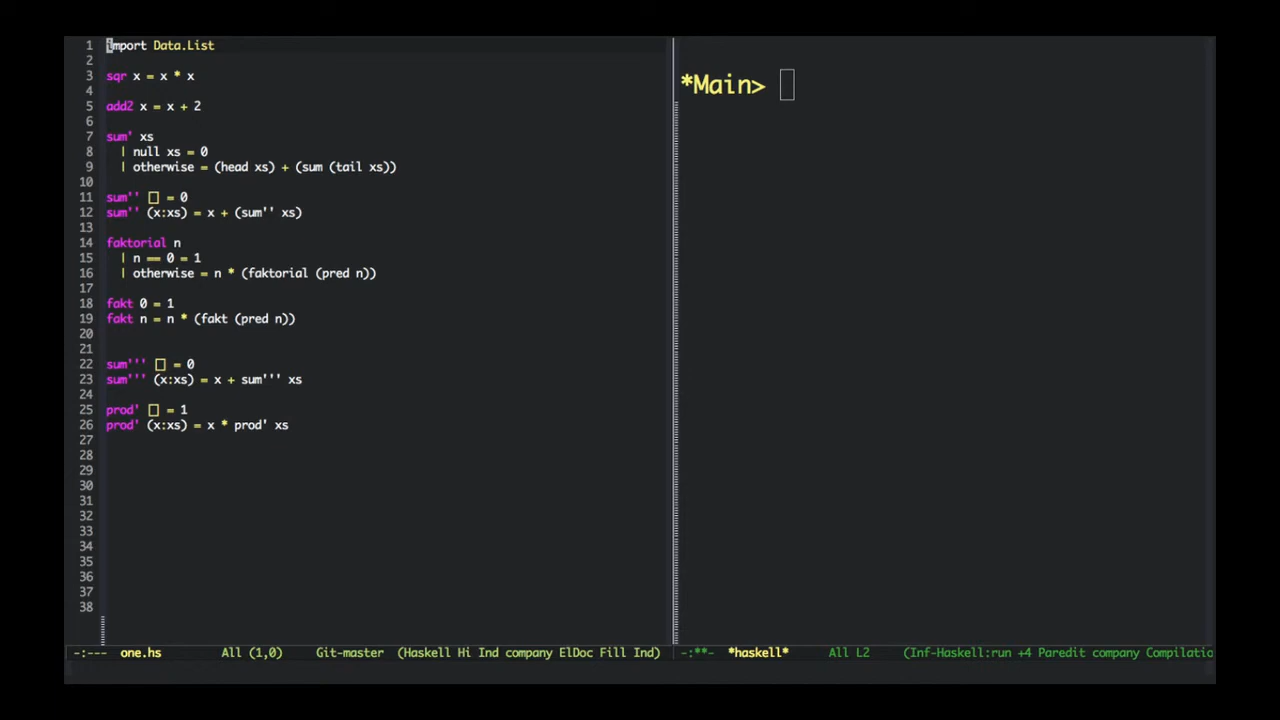 1 import Data.List
2
3 sqr x = x * x
4
5 add2 x = x + 2
6
7 sum' xs
8   | null xs = 0
9   | otherwise = (head xs) + (sum (tail xs))
10
11 sum'' [] = 0
12 sum'' (x:xs) = x + (sum'' xs)
13
14 faktorial n
15   | n == 0 = 1
16   | otherwise = n * (faktorial (pred n))
17
18 fakt 0 = 1
19 fakt n = n * (fakt (pred n))
20
21
22 sum''' [] = 0
23 sum''' (x:xs) = x + sum''' xs
24
25 prod' [] = 1
26 prod' (x:xs) = x * prod' xs
27
28
29
30
31
32
33
34
35
36
37
38
-:--- one.hs All (1,0) Git-master (Haskell Hi Ind company ElDoc Fill Ind)
*Main>
-:**- *haskell* All L2 (Inf-Haskell:run +4 Paredit company Compilatio